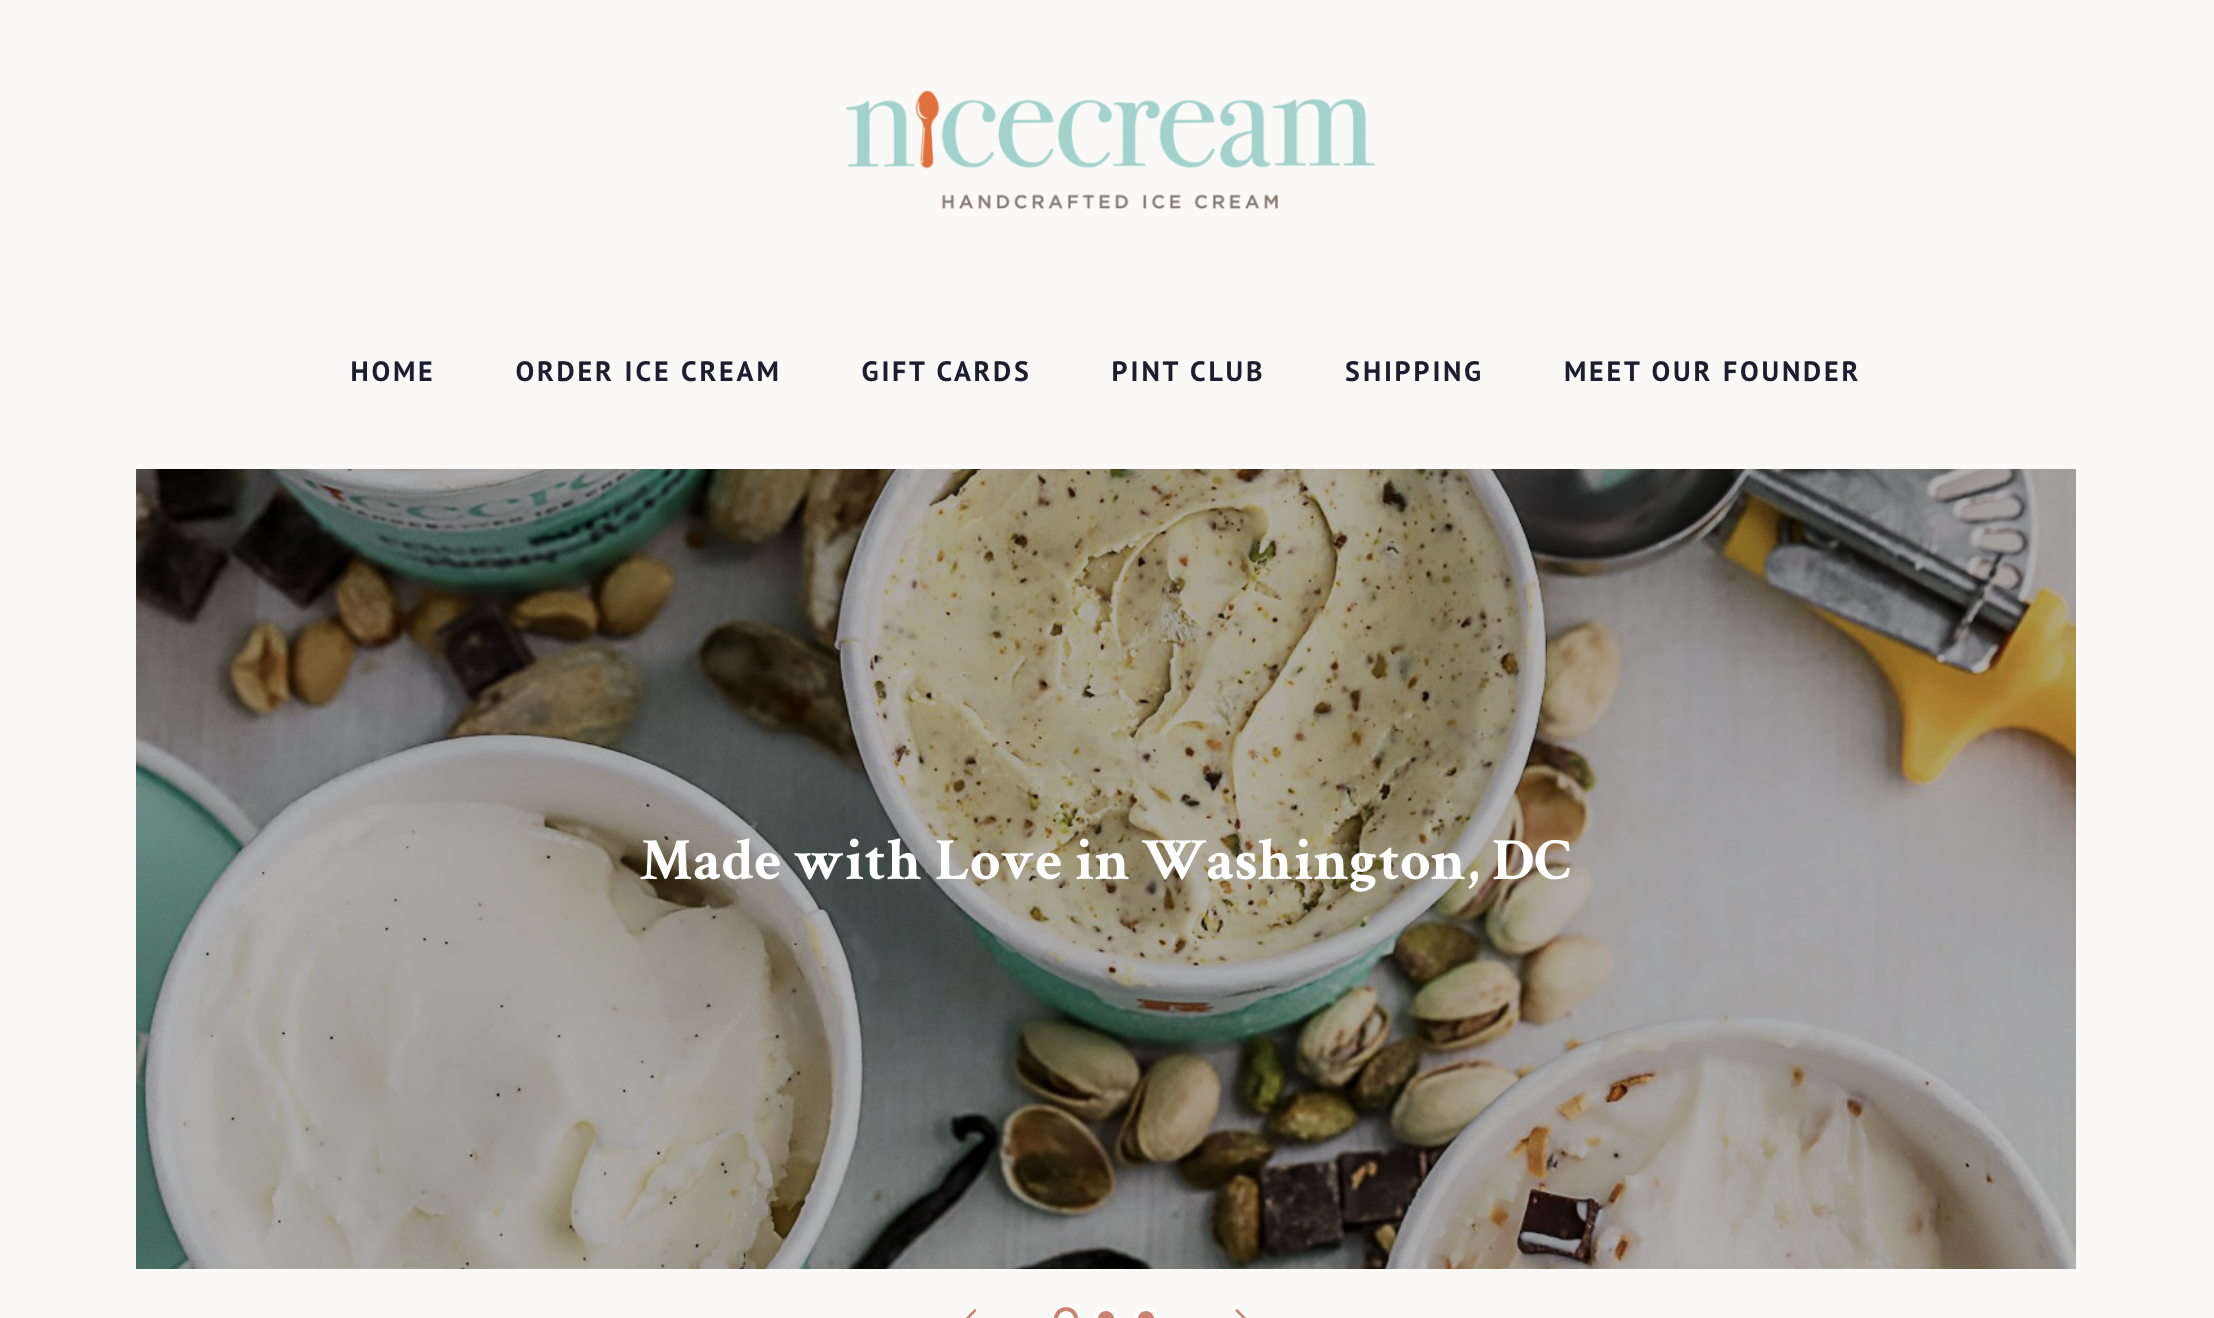 nicecream
HANDCRAFTED ICE CREAM
HOME ORDER ICE CREAM GIFT CARDS PINT CLUB SHIPPING MEET OUR FOUNDER
Made with Love in Washington, DC